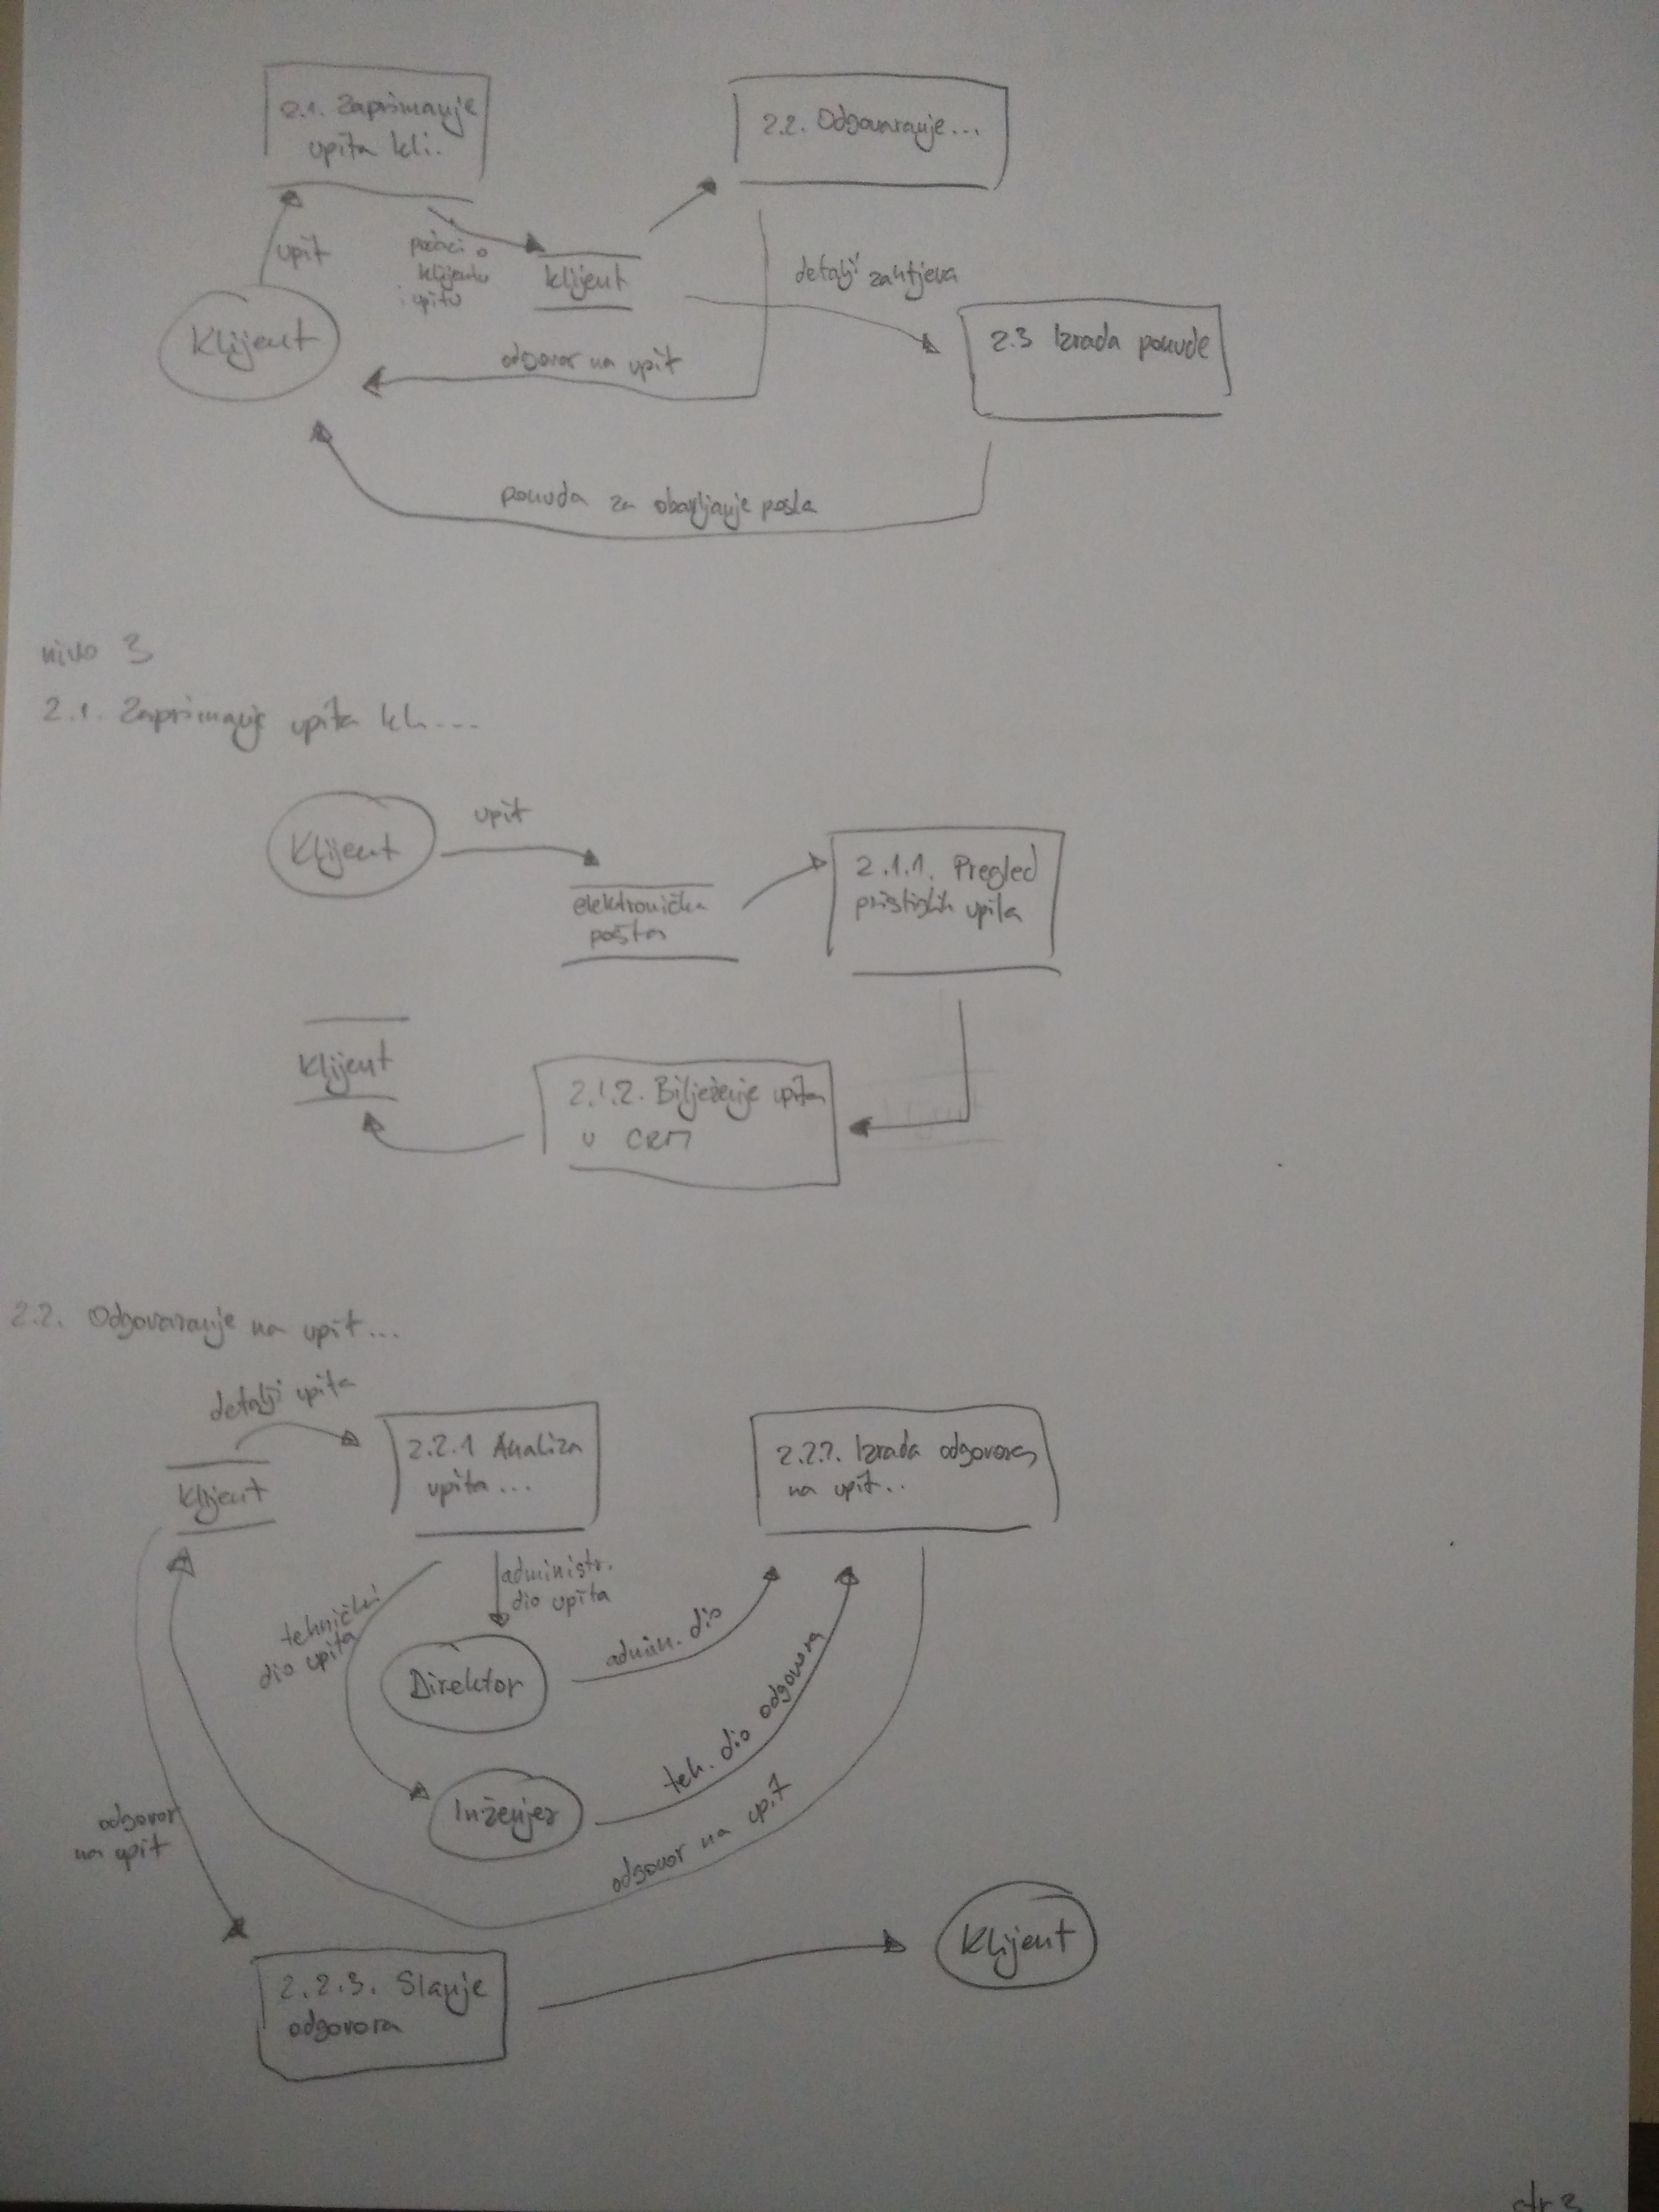 2.1. Zaprimanje
upita kli.
2.2. Odgovaranje...
upit
podaci o
klijentu
i upitu
klijent
detalji zahtjeva
Klijent
2.3 Izrada ponude
odgovor na upit
ponuda za obavljanje posla
nivo 3
2.1. Zaprimanje upita kli...
Klijent
upit
elektronička
pošta
2.1.1. Pregled
pristiglih upita
klijent
2.1.2. Bilježenje upita
u CRM
2.2. Odgovaranje na upit...
detalji upita
klijent
2.2.1 Analiza
upita...
2.2.2. Izrada odgovora
na upit..
tehnički
dio upita
administr.
dio upita
Direktor
admin. dio
Inženjer
teh. dio odgovora
odgovor na upit
odgovor
na upit
2.2.3. Slanje
odgovora
Klijent
str 3